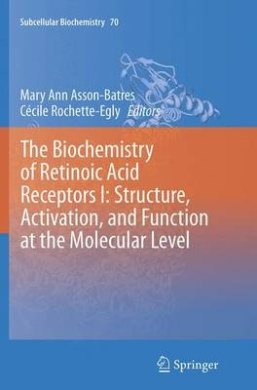 Subcellular Biochemistry 70
Mary Ann Asson-Batres
Cécile Rochette-Egly Editors
The Biochemistry
of Retinoic Acid
Receptors I: Structure,
Activation, and Function
at the Molecular Level
Springer